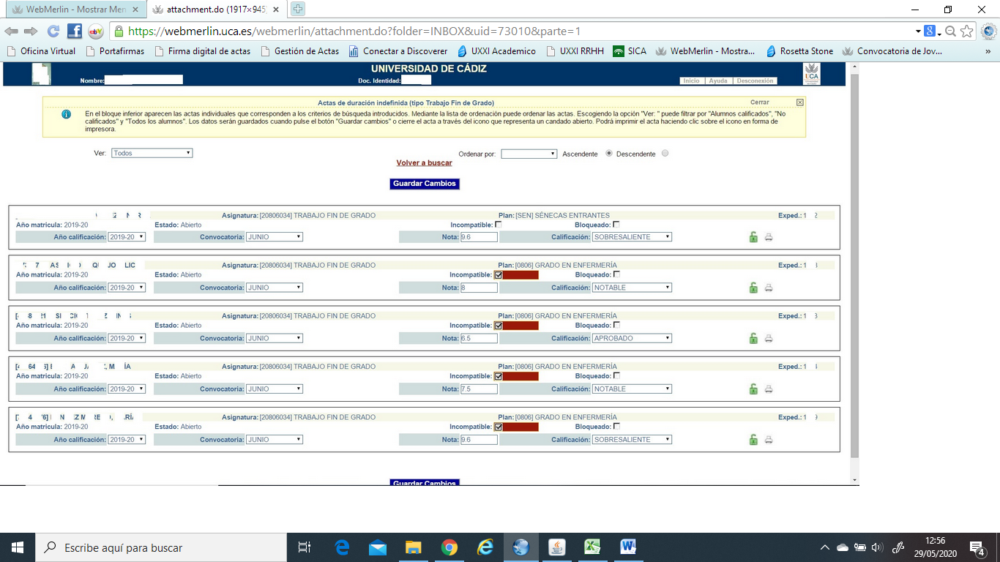 WebMerlin - Mostrar Men
attachment.do (1917×945)
https://webmerlin.uca.es/webmerlin/attachment.do?folder=INBOX&uid=73010&parte=1
Oficina Virtual Portafirmas Firma digital de actas Gestión de Actas Conectar a Discoverer UXXI Academico UXXI RRHH SICA WebMerlin - Mostra... Rosetta Stone Convocatoria de Jov... »
UNIVERSIDAD DE CÁDIZ
Nombre: Doc. Identidad: Inicio Ayuda Desconexión
UCA
Actas de duración indefinida (tipo Trabajo Fin de Grado) Cerrar
En el bloque inferior aparecen las actas individuales que corresponden a los criterios de búsqueda introducidos. Mediante la lista de ordenación puede ordenar las actas. Escogiendo la opción "Ver: " puede filtrar por "Alumnos calificados", "No
calificados" y "Todos los alumnos". Los datos serán guardados cuando pulse el botón "Guardar cambios" o cierre el acta a través del icono que representa un candado abierto. Podrá imprimir el acta haciendo clic sobre el icono en forma de
impresora.
Ver: Todos Ordenar por: Ascendente Descendente
Volver a buscar
Guardar Cambios
Asignatura: [20806034] TRABAJO FIN DE GRADO Plan: [SEN] SÉNECAS ENTRANTES Exped.: 1 2
Año matricula: 2019-20 Estado: Abierto Incompatible: Bloqueado:
Año calificación: 2019-20 Convocatoria: JUNIO Nota: 9.6 Calificación: SOBRESALIENTE
Asignatura: [20806034] TRABAJO FIN DE GRADO Plan: [0806] GRADO EN ENFERMERÍA Exped.: 1
Año matricula: 2019-20 Estado: Abierto Incompatible: Bloqueado:
Año calificación: 2019-20 Convocatoria: JUNIO Nota: 8 Calificación: NOTABLE
Asignatura: [20806034] TRABAJO FIN DE GRADO Plan: [0806] GRADO EN ENFERMERÍA Exped.: 1
Año matricula: 2019-20 Estado: Abierto Incompatible: Bloqueado:
Año calificación: 2019-20 Convocatoria: JUNIO Nota: 6.5 Calificación: APROBADO
Asignatura: [20806034] TRABAJO FIN DE GRADO Plan: [0806] GRADO EN ENFERMERÍA Exped.: 1
Año matricula: 2019-20 Estado: Abierto Incompatible: Bloqueado:
Año calificación: 2019-20 Convocatoria: JUNIO Nota: 7.5 Calificación: NOTABLE
Asignatura: [20806034] TRABAJO FIN DE GRADO Plan: [0806] GRADO EN ENFERMERÍA Exped.: 1
Año matricula: 2019-20 Estado: Abierto Incompatible: Bloqueado:
Año calificación: 2019-20 Convocatoria: JUNIO Nota: 9.6 Calificación: SOBRESALIENTE
Guardar Cambios
Escribe aquí para buscar
12:56
29/05/2020
4